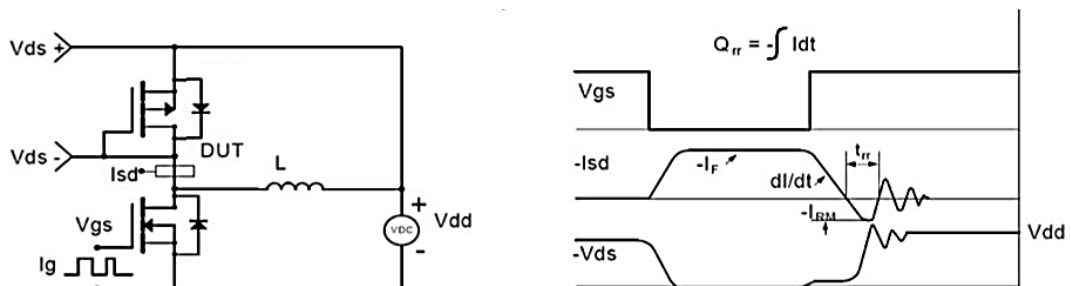 Vds +
Vds -
DUT
Isd
L
Vgs
Ig
+
VDC
-
Vdd
Qrr = -∫ Idt
Vgs
-Isd
-IF
dI/dt
trr
-IRM
-Vds
Vdd